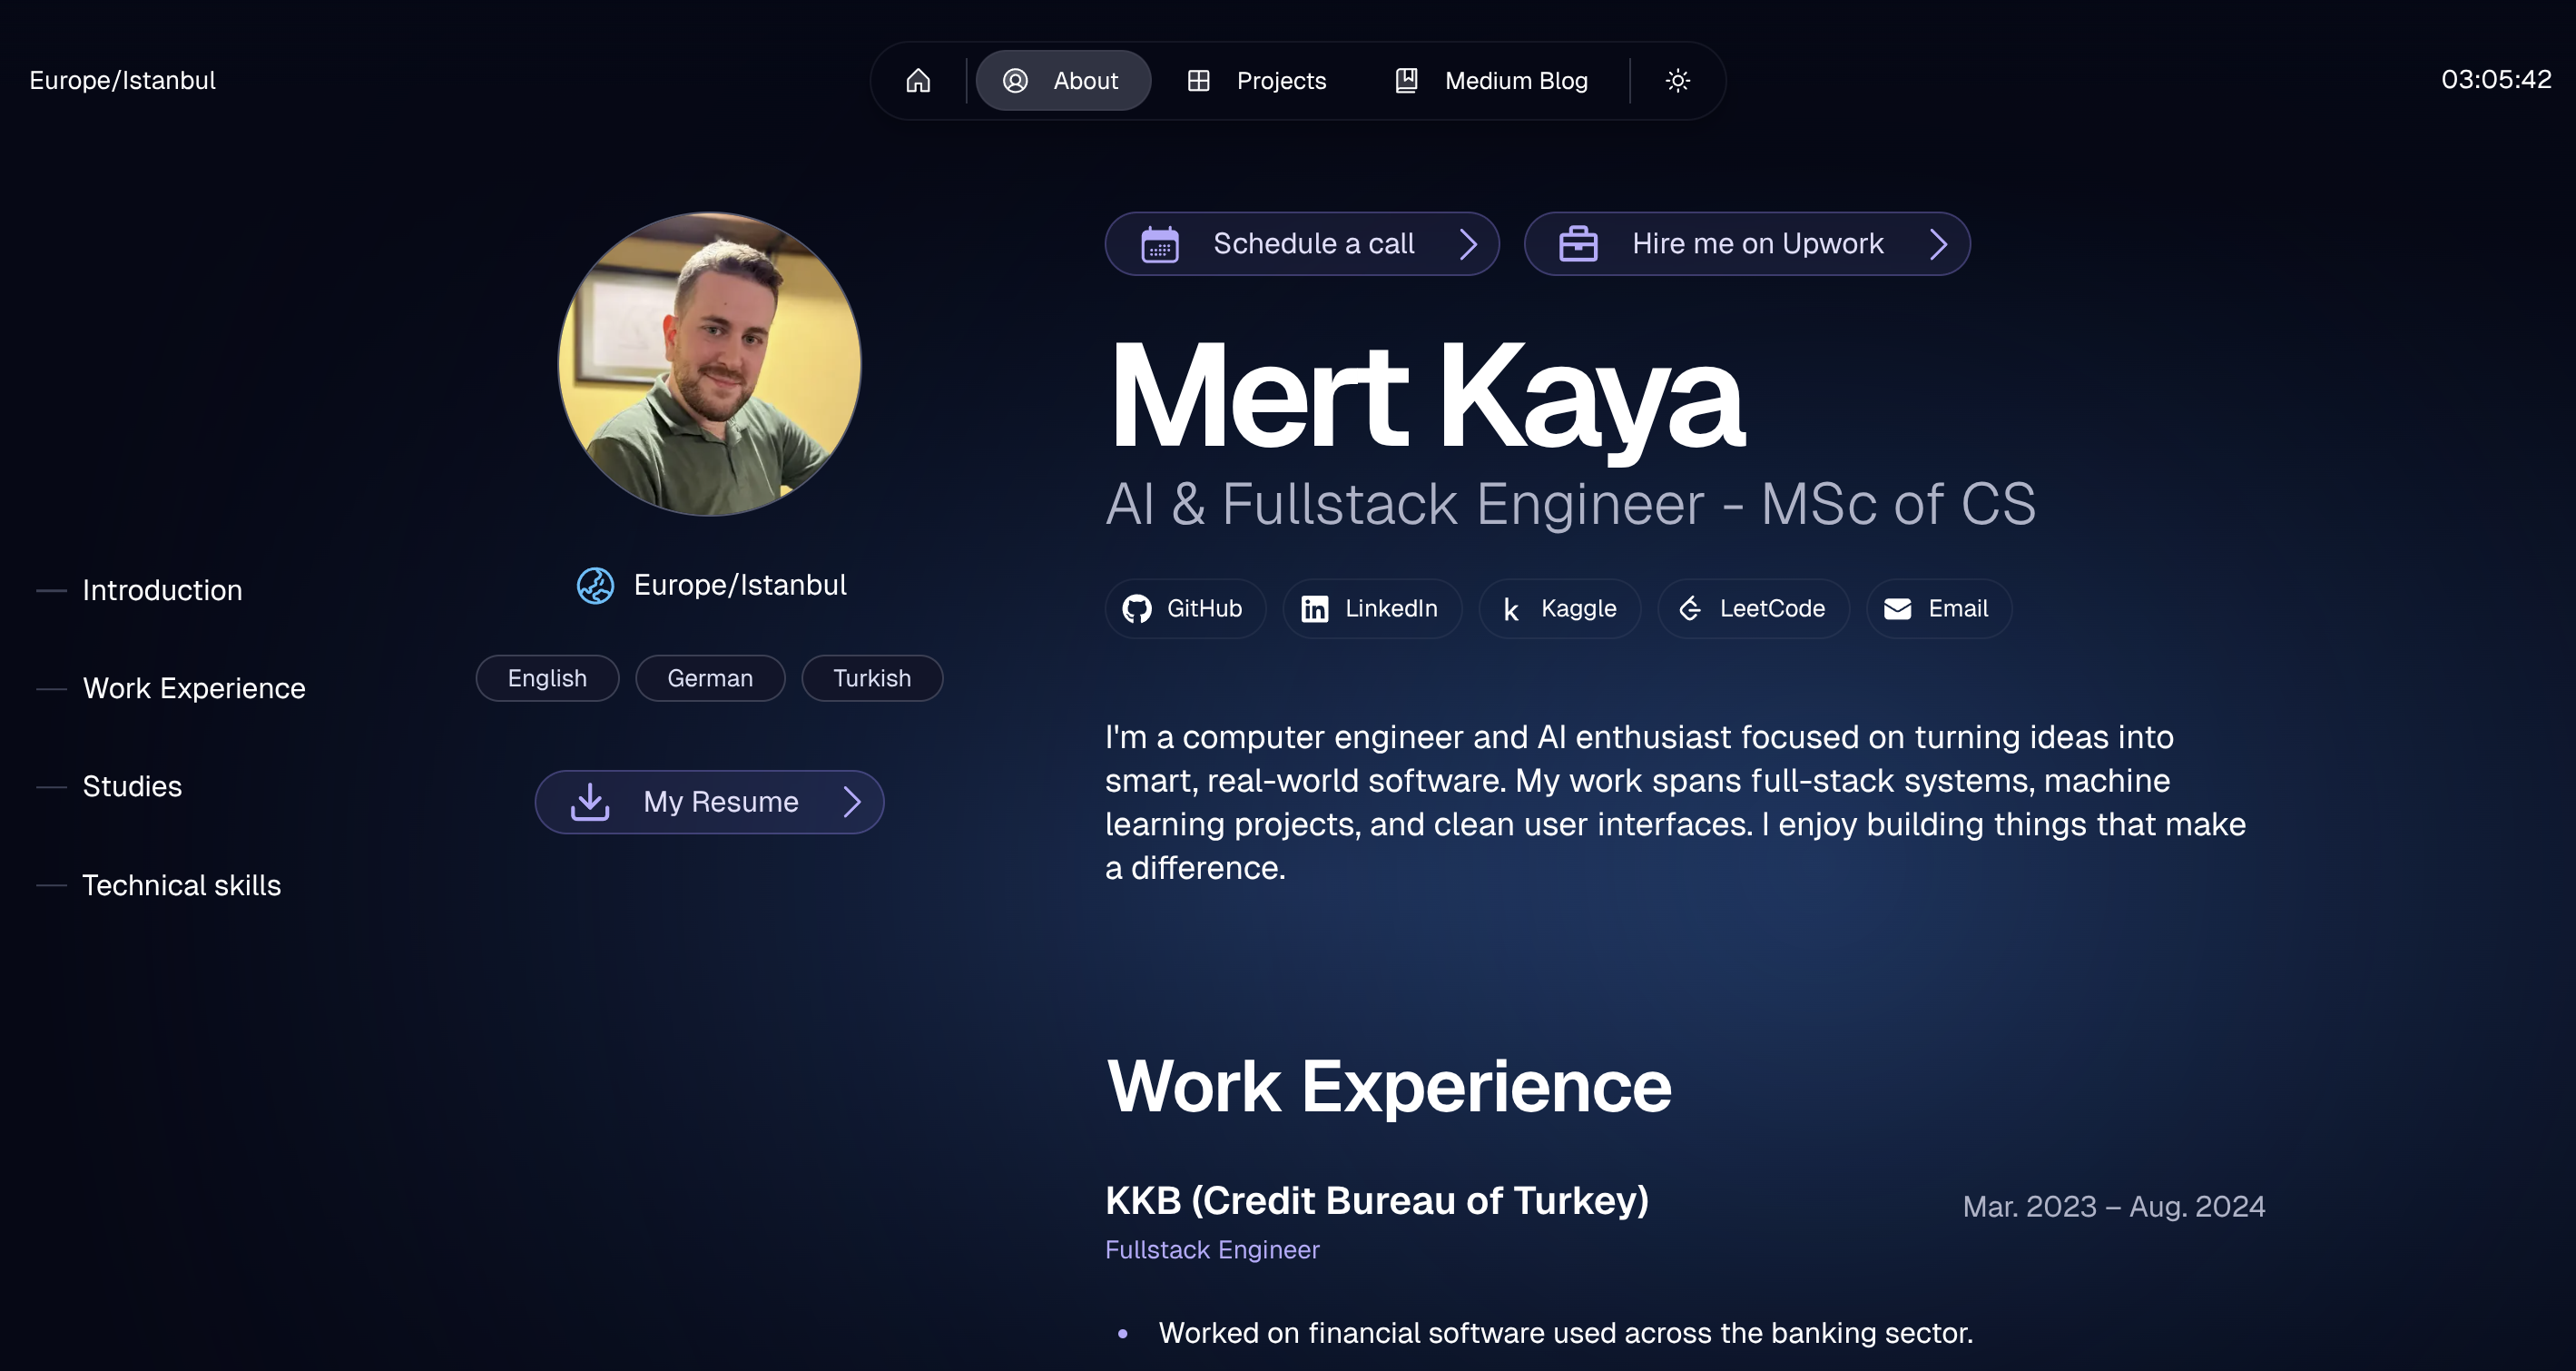 Europe/Istanbul
About
Projects
Medium Blog
03:05:42
Introduction
Work Experience
Studies
Technical skills
Europe/Istanbul
English
German
Turkish
My Resume
Schedule a call
Hire me on Upwork
Mert Kaya
AI & Fullstack Engineer - MSc of CS
GitHub
LinkedIn
Kaggle
LeetCode
Email
I'm a computer engineer and AI enthusiast focused on turning ideas into
smart, real-world software. My work spans full-stack systems, machine
learning projects, and clean user interfaces. I enjoy building things that make
a difference.
Work Experience
KKB (Credit Bureau of Turkey)
Mar. 2023 – Aug. 2024
Fullstack Engineer
Worked on financial software used across the banking sector.